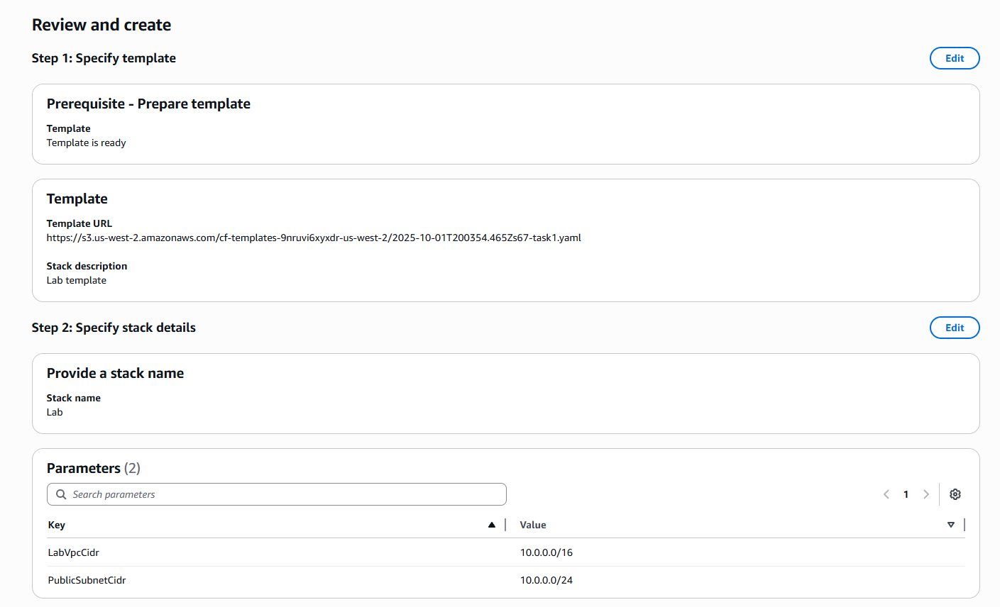 Review and create
Step 1: Specify template
Edit
Prerequisite - Prepare template
Template
Template is ready
Template
Template URL
https://s3.us-west-2.amazonaws.com/cf-templates-9nruvi6xyxdr-us-west-2/2025-10-01T200354.465Zs67-task1.yaml
Stack description
Lab template
Step 2: Specify stack details
Edit
Provide a stack name
Stack name
Lab
Parameters (2)
Search parameters
1
Key Value
LabVpcCidr 10.0.0.0/16
PublicSubnetCidr 10.0.0.0/24